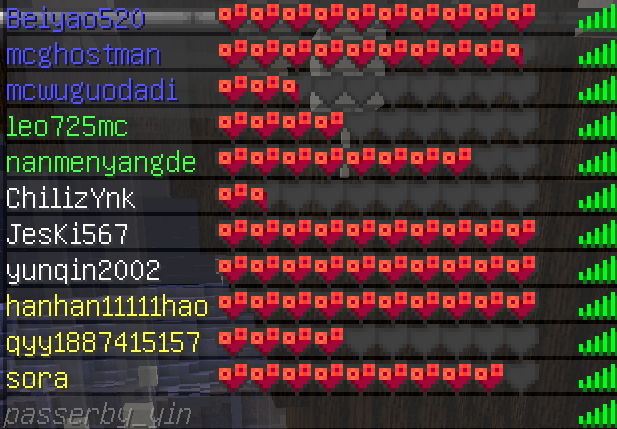 Beiyao520
mcghostman
mcwuguodadi
leo725mc
nanmenyangde
ChilizYnk
JesKi567
yunqin2002
hanhan11111hao
qyy1887415157
sora
passerby_yin